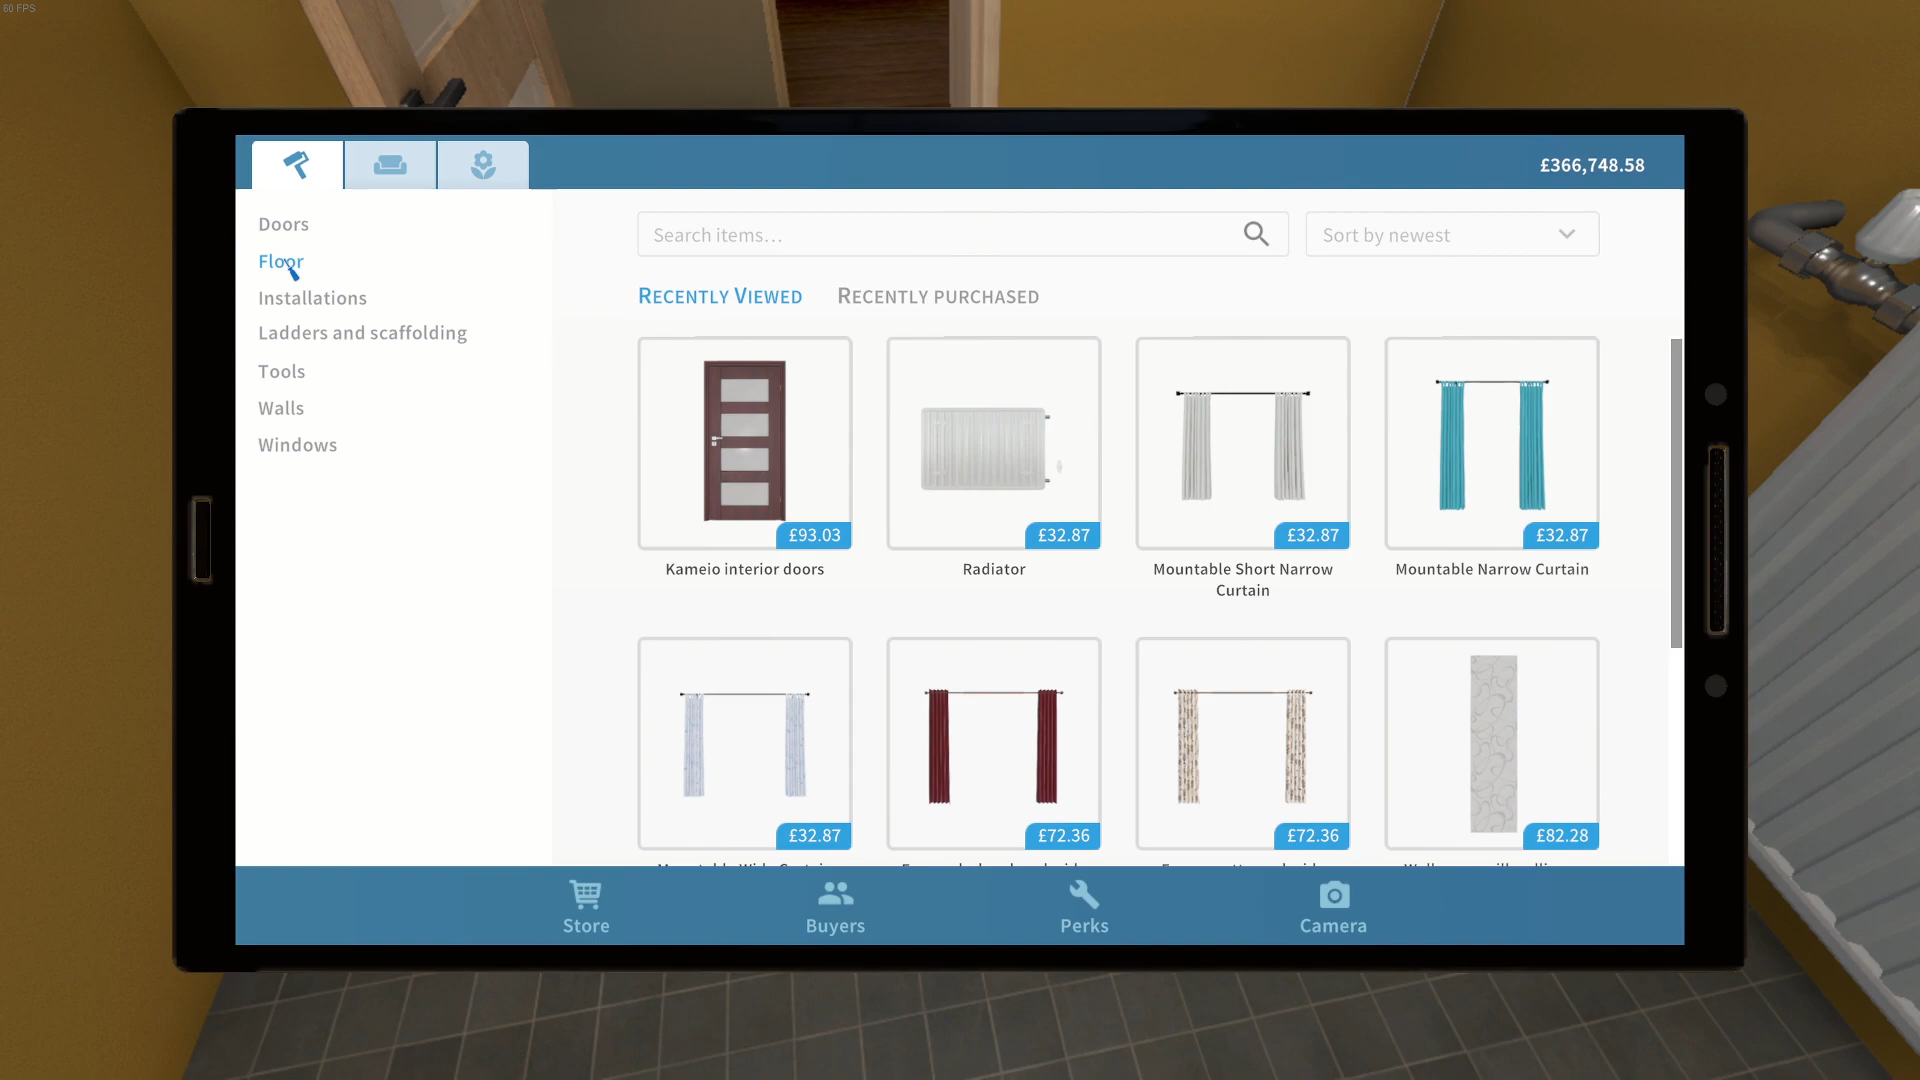 60 FPS
£366,748.58
Doors
Floor
Installations
Ladders and scaffolding
Tools
Walls
Windows
Search items...
Sort by newest
RECENTLY VIEWED
RECENTLY PURCHASED
£93.03
£32.87
£32.87
£32.87
Kameio interior doors
Radiator
Mountable Short Narrow
Curtain
Mountable Narrow Curtain
£32.87
£72.36
£72.36
£82.28
Store
Buyers
Perks
Camera